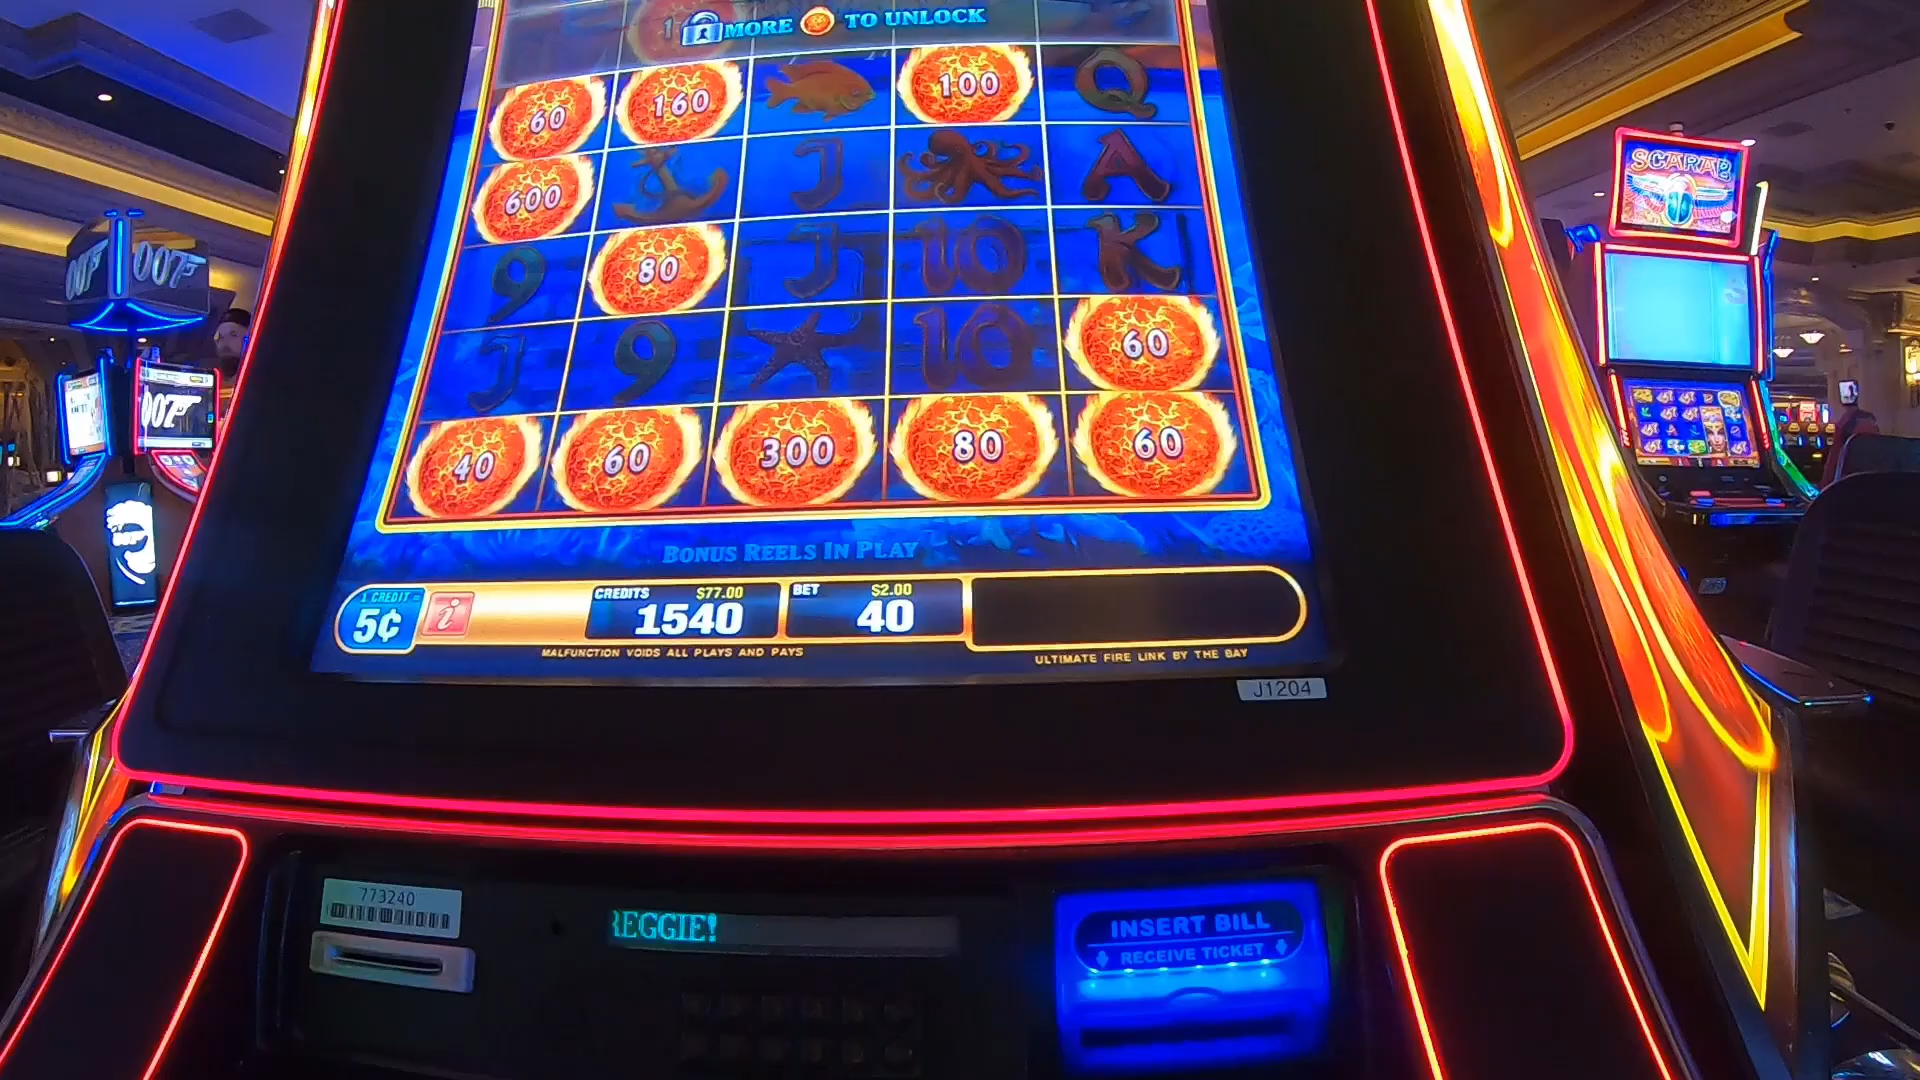 MORE TO UNLOCK
60 160 100 Q
600 J A
9 80 J 10 K
J 9 10 60
40 60 300 80 60
BONUS REELS IN PLAY
1 CREDIT =
5¢
i
CREDITS $77.00
1540
BET $2.00
40
MALFUNCTION VOIDS ALL PLAYS AND PAYS
ULTIMATE FIRE LINK BY THE BAY
J1204
773240
REGGIE!
INSERT BILL
RECEIVE TICKET
SCARAB
007
007
007